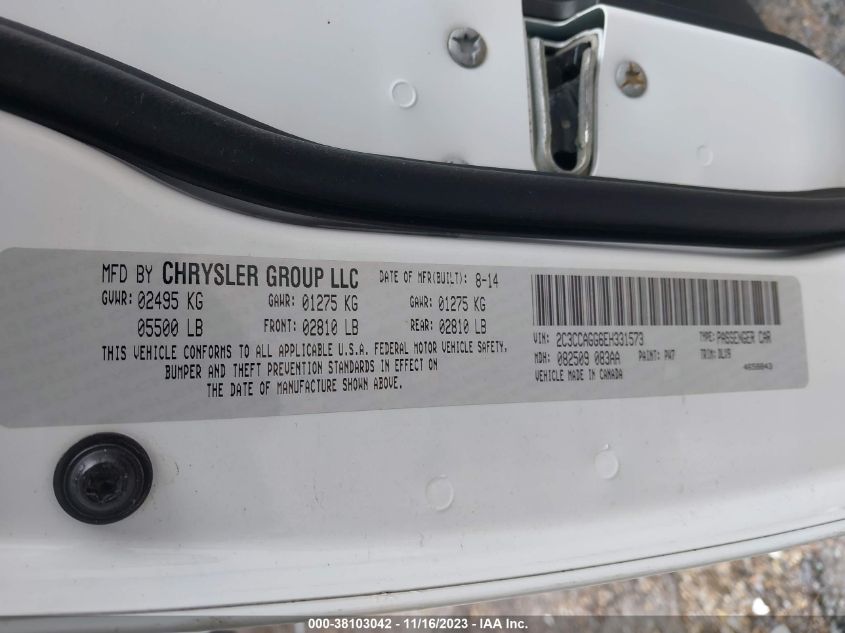 MFD BY CHRYSLER GROUP LLC DATE OF MFR(BUILT): 8-14
GVWR: 02495 KG GAWR: 01275 KG GAWR: 01275 KG
05500 LB FRONT: 02810 LB REAR: 02810 LB
THIS VEHICLE CONFORMS TO ALL APPLICABLE U.S.A. FEDERAL MOTOR VEHICLE SAFETY,
BUMPER AND THEFT PREVENTION STANDARDS IN EFFECT ON
THE DATE OF MANUFACTURE SHOWN ABOVE.
VIN: 2C3CCAGG6EH331573 TYPE: PASSENGER CAR
MDH: 082509 083AA PAINT: PW7 TRIM: DLV9
VEHICLE MADE IN CANADA
000-38103042 - 11/16/2023 - IAA Inc.